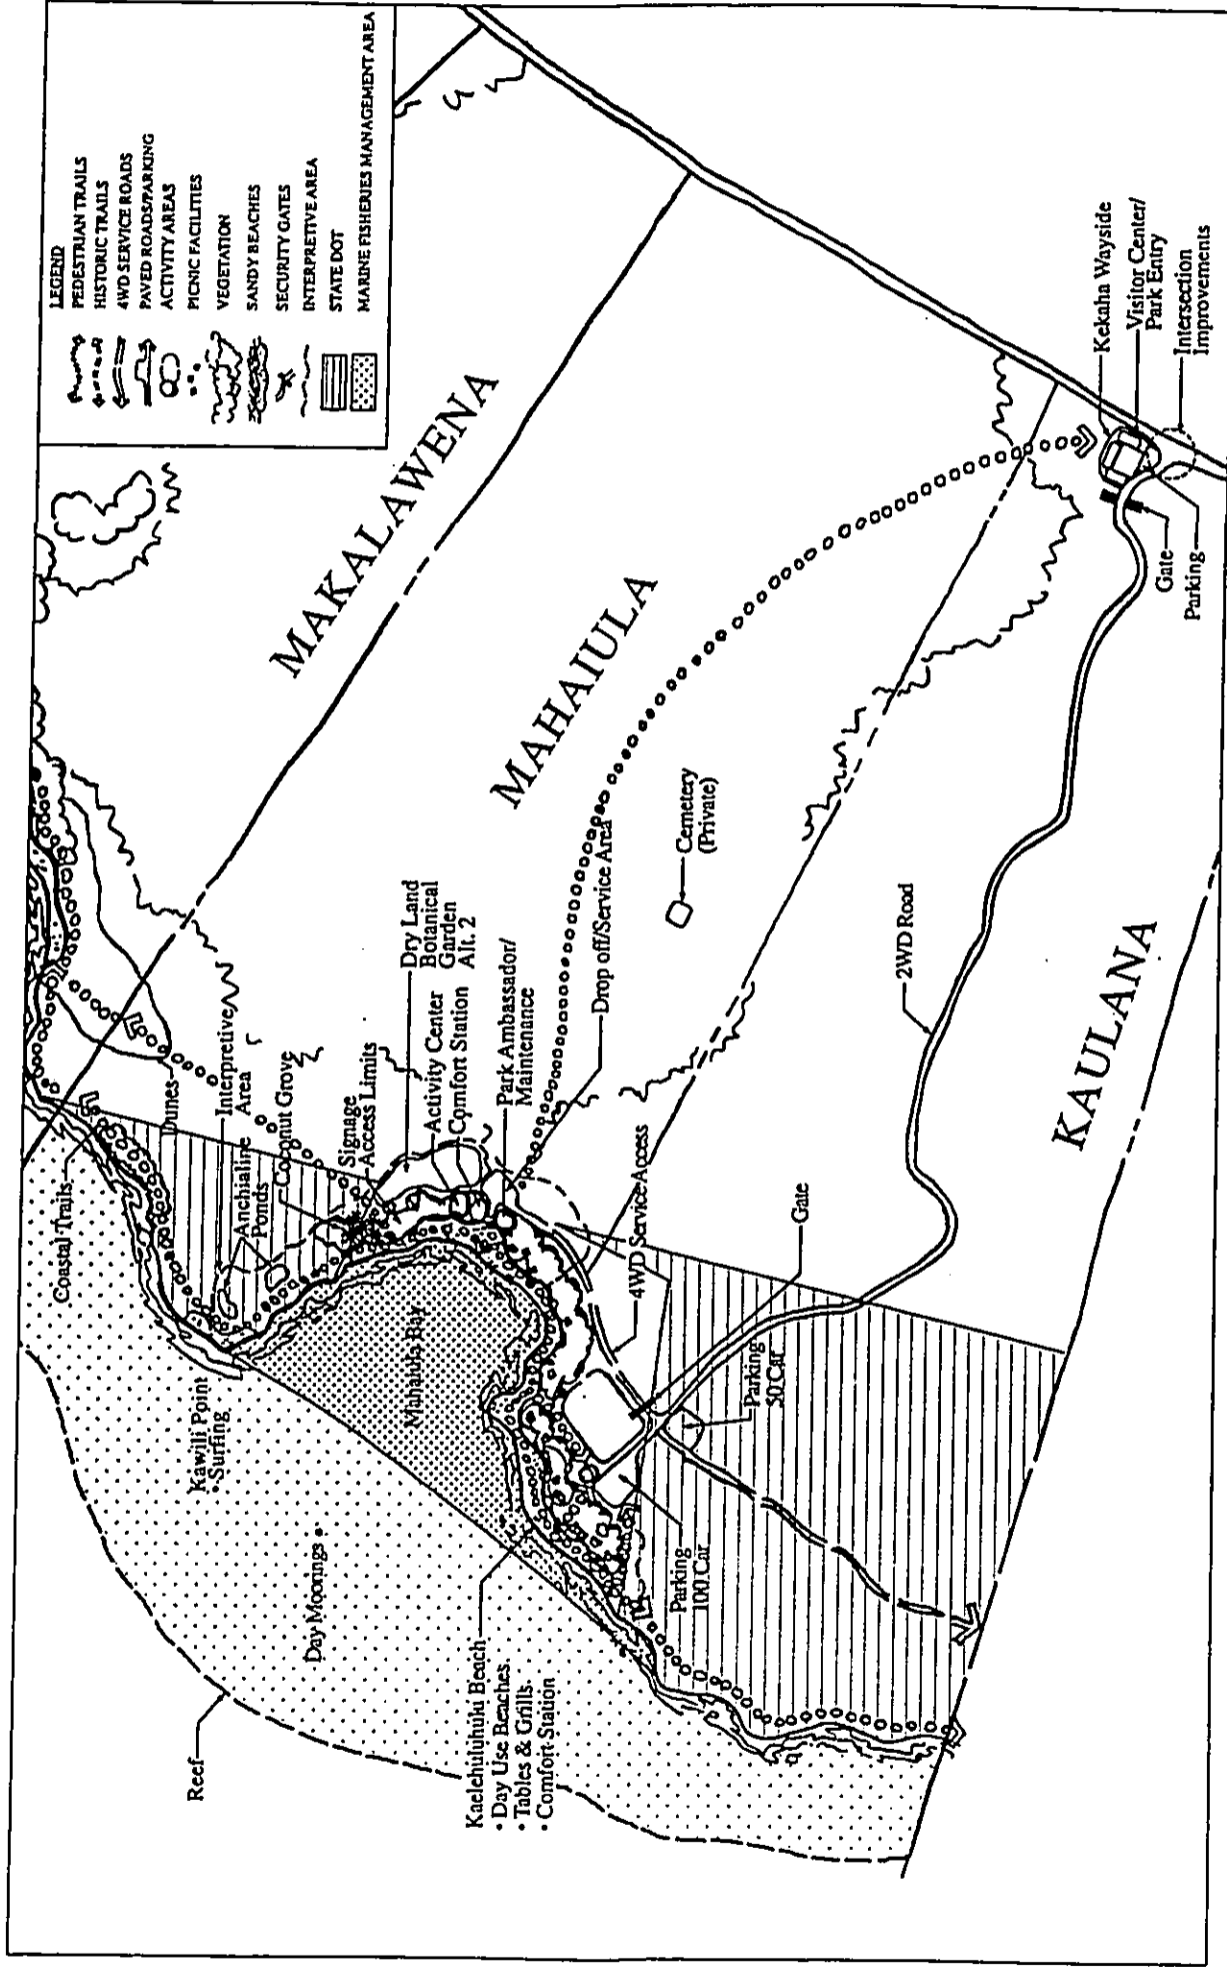 LEGEND
PEDESTRIAN TRAILS
HISTORIC TRAILS
4WD SERVICE ROADS
PAVED ROADS/PARKING
ACTIVITY AREAS
PICNIC FACILITIES
VEGETATION
SANDY BEACHES
SECURITY GATES
INTERPRETIVE AREA
STATE DOT
MARINE FISHERIES MANAGEMENT AREA
MAKALAWENA
MAHAIULA
KAULANA
Reef
Coastal Trails
Dunes
Interpretive
Area
Anchialine
Ponds
Coconut Grove
Kawili Point
• Surfing
Day Moorings •
Signage
Access Limits
Dry Land
Botanical
Garden
Alt. 2
Activity Center
Comfort Station
Park Ambassador/
Maintenance
Drop off/Service Area
Mahaiula Bay
Cemetery
(Private)
4WD Service Access
Kaelehuluhulu Beach
• Day Use Beaches
• Tables & Grills
• Comfort Station
Parking
100 Car
Parking
50 Car
Gate
2WD Road
Kekaha Wayside
Visitor Center/
Park Entry
Intersection
Improvements
Gate
Parking